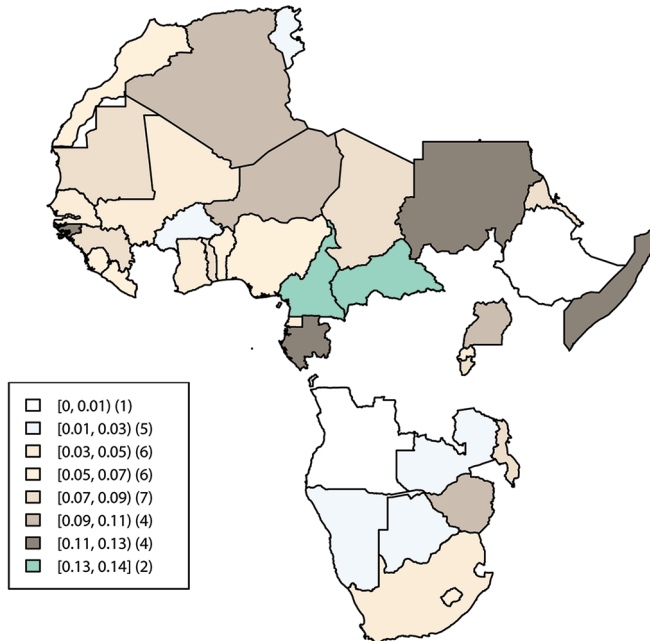 [0, 0.01) (1)
[0.01, 0.03) (5)
[0.03, 0.05) (6)
[0.05, 0.07) (6)
[0.07, 0.09) (7)
[0.09, 0.11) (4)
[0.11, 0.13) (4)
[0.13, 0.14] (2)